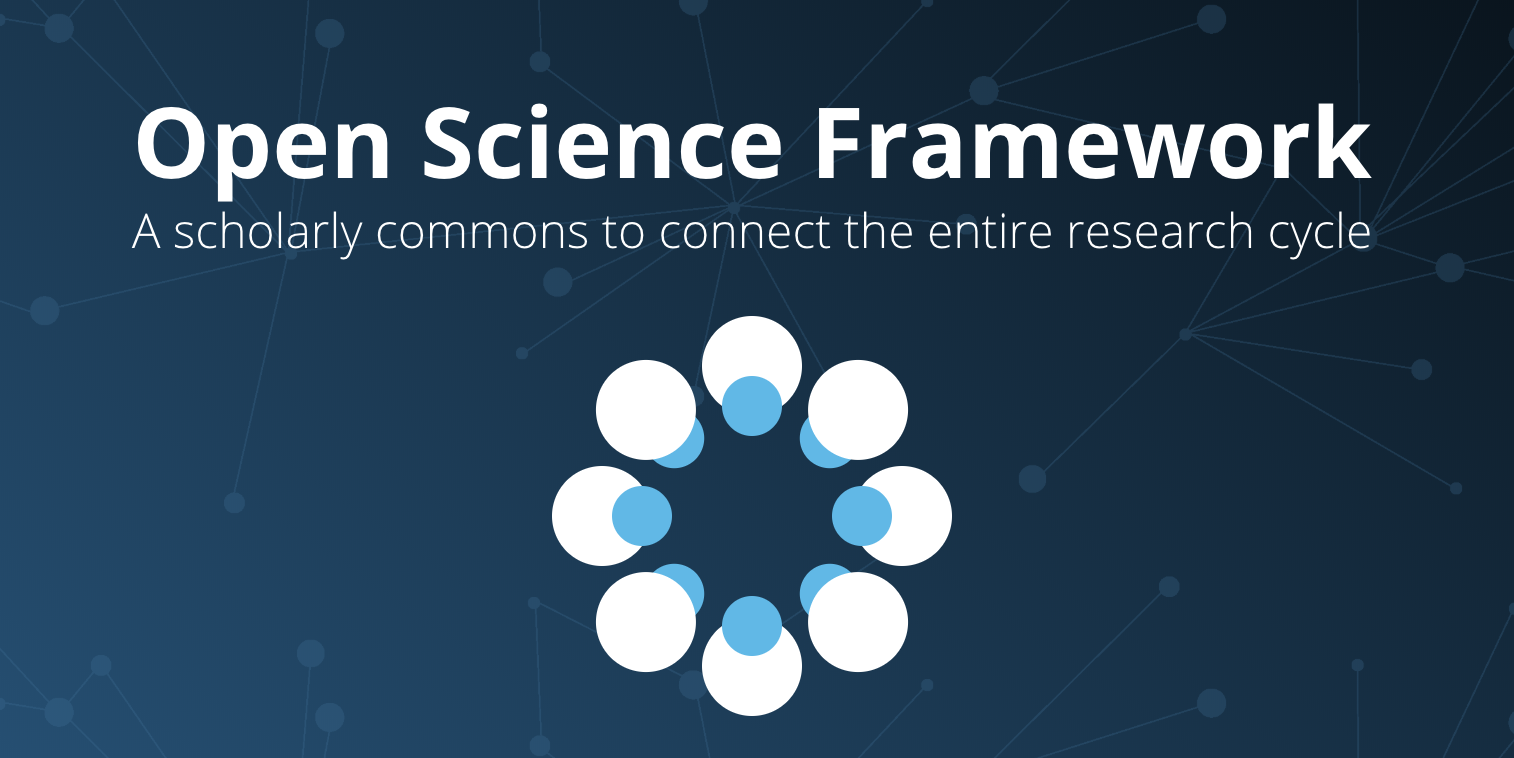 Open Science Framework
A scholarly commons to connect the entire research cycle